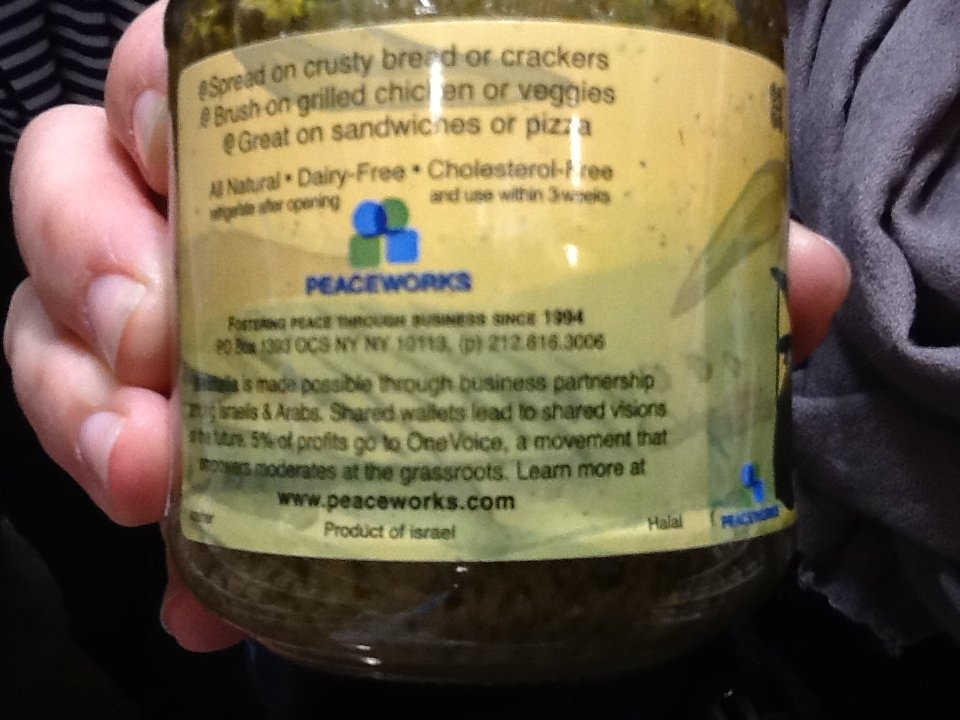 @Spread on crusty bread or crackers
@Brush on grilled chicken or veggies
@Great on sandwiches or pizza
All Natural • Dairy-Free • Cholesterol-Free
refrigerate after opening and use within 3 weeks
PEACEWORKS
FOSTERING PEACE THROUGH BUSINESS SINCE 1994
PO Box 1393 OCS NY NY 10113, (p) 212.616.3006
is made possible through business partnership
Israelis & Arabs. Shared wallets lead to shared visions
future. 5% of profits go to OneVoice, a movement that
empowers moderates at the grassroots. Learn more at
www.peaceworks.com
Product of israel
Halal
PEACEWORKS